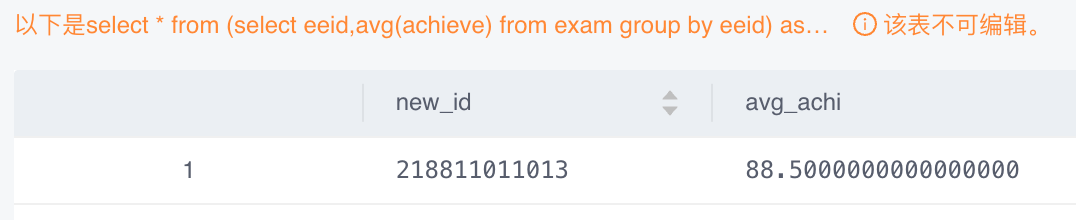 以下是select * from (select eeid,avg(achieve) from exam group by eeid) as… 该表不可编辑。
new_id avg_achi
1 218811011013 88.5000000000000000